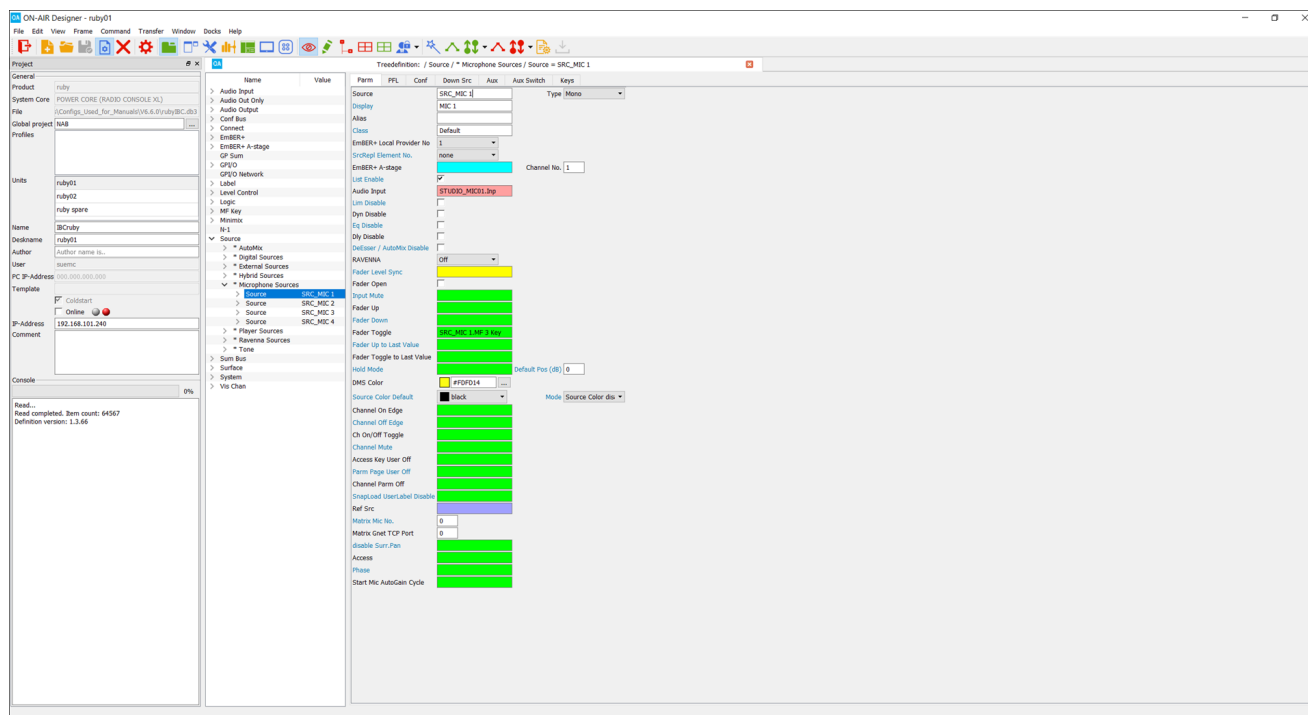 OA ON-AIR Designer - ruby01
File Edit View Frame Command Transfer Window Docks Help
Project
OA
Treedefinition: / Source / * Microphone Sources / Source = SRC_MIC 1
General
Product ruby
System Core POWER CORE (RADIO CONSOLE XL)
File i\Configs_Used_for_Manuals\V6.6.0\rubyIBC.db3
Global project NAB ...
Profiles
Units ruby01
ruby02
ruby spare
Name IBCruby
Deskname ruby01
Author Author name is..
User suemc
PC IP-Address 000.000.000.000
Template
Coldstart
Online
IP-Address 192.168.101.240
Comment
Console
0%
Read...
Read completed. Item count: 64567
Definition version: 1.3.66
Name Value
> Audio Input
> Audio Out Only
> Audio Output
> Conf Bus
> Connect
> EmBER+
> EmBER+ A-stage
GP Sum
> GPI/O
GPI/O Network
> Label
> Level Control
> Logic
> MF Key
> Minimix
N-1
Source
> * AutoMix
> * Digital Sources
> * External Sources
> * Hybrid Sources
* Microphone Sources
> Source SRC_MIC 1
> Source SRC_MIC 2
> Source SRC_MIC 3
> Source SRC_MIC 4
> * Player Sources
> * Ravenna Sources
> * Tone
> Sum Bus
> Surface
> System
> Vis Chan
Parm PFL Conf Down Src Aux Aux Switch Keys
Source SRC_MIC 1 Type Mono
Display MIC 1
Alias
Class Default
EmBER+ Local Provider No 1
SrcRepl Element No. none
EmBER+ A-stage Channel No. 1
List Enable
Audio Input STUDIO_MIC01.Inp
Lim Disable
Dyn Disable
Eq Disable
Dly Disable
DeEsser / AutoMix Disable
RAVENNA Off
Fader Level Sync
Fader Open
Input Mute
Fader Up
Fader Down
Fader Toggle SRC_MIC 1.MF 3 Key
Fader Up to Last Value
Fader Toggle to Last Value
Hold Mode Default Pos (dB) 0
DMS Color #FDFD14 ...
Source Color Default black Mode Source Color dis
Channel On Edge
Channel Off Edge
Ch On/Off Toggle
Channel Mute
Access Key User Off
Parm Page User Off
Channel Parm Off
SnapLoad UserLabel Disable
Ref Src
Matrix Mic No. 0
Matrix Gnet TCP Port 0
disable Surr.Pan
Access
Phase
Start Mic AutoGain Cycle